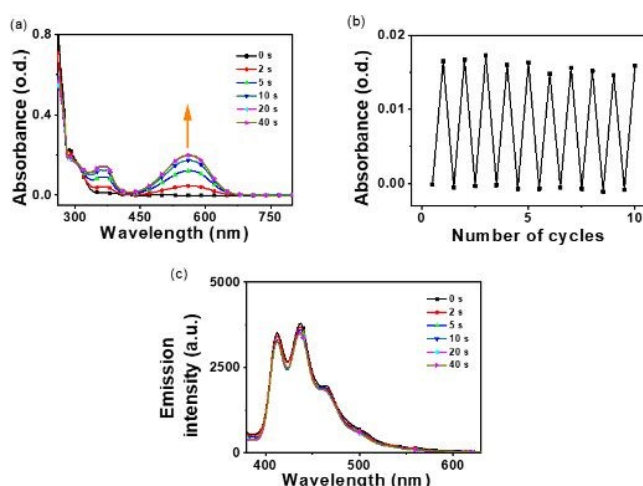 (a)
0.8
0.4
0.0
Absorbance (o.d.)
0 s
2 s
5 s
10 s
20 s
40 s
300 450 600 750
Wavelength (nm)
(b)
0.02
0.01
0.00
Absorbance (o.d.)
0 5 10
Number of cycles
(c)
5000
2500
0
Emission
intensity (a.u.)
0 s
2 s
5 s
10 s
20 s
40 s
400 500 600
Wavelength (nm)